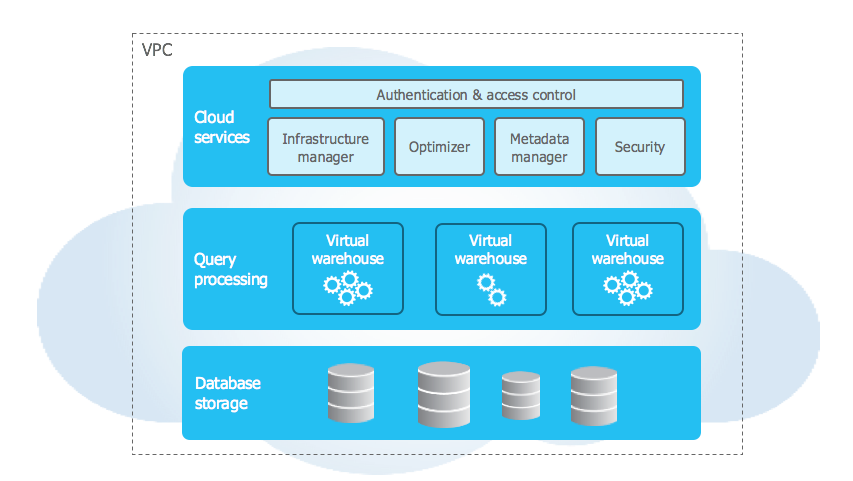 VPC
Authentication & access control
Cloud
services
Infrastructure
manager
Optimizer
Metadata
manager
Security
Query
processing
Virtual
warehouse
Virtual
warehouse
Virtual
warehouse
Database
storage